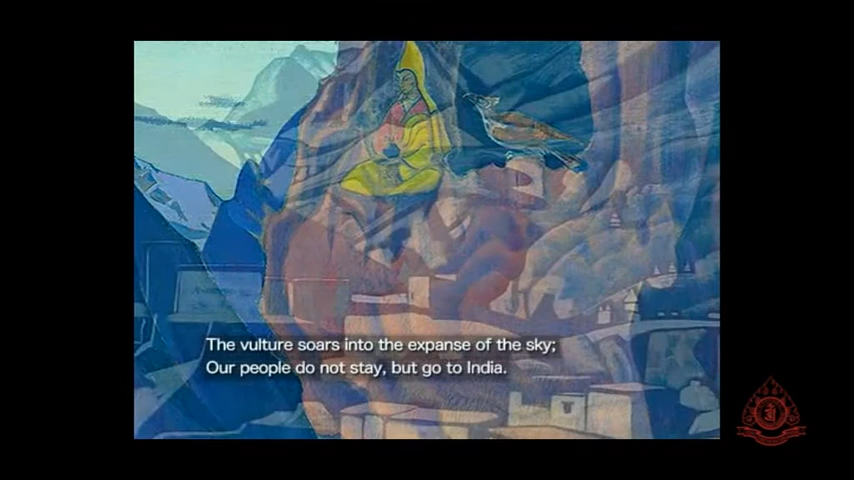 The vulture soars into the expanse of the sky;
Our people do not stay, but go to India.